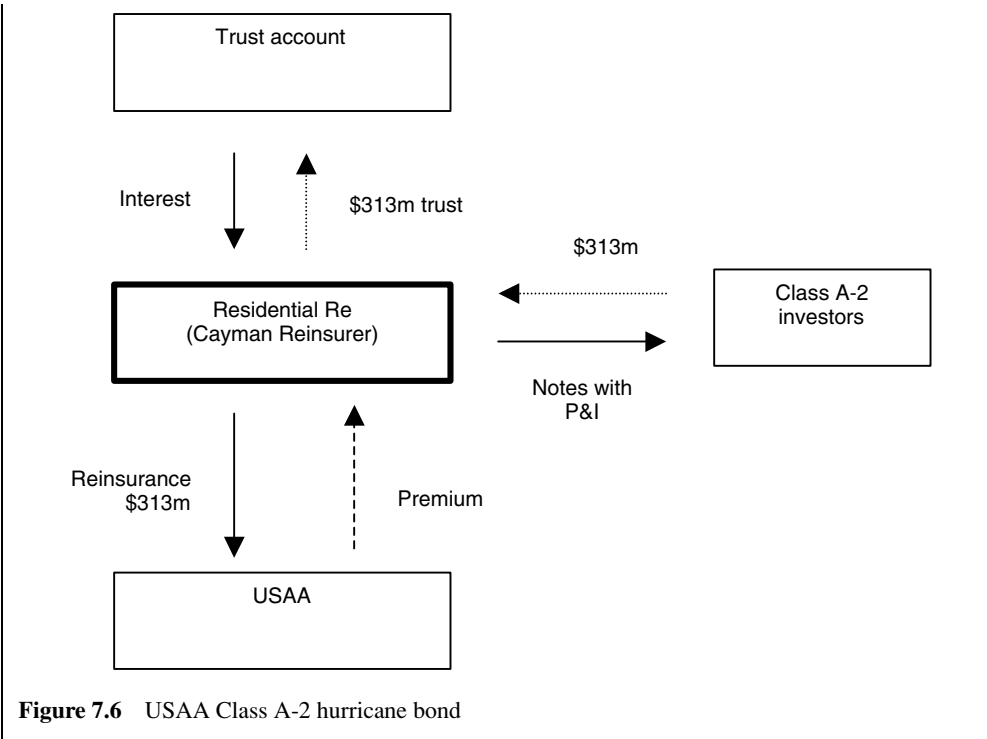 Trust account
Interest
$313m trust
$313m
Residential Re
(Cayman Reinsurer)
Class A-2
investors
Notes with
P&I
Reinsurance
$313m
Premium
USAA
Figure 7.6 USAA Class A-2 hurricane bond